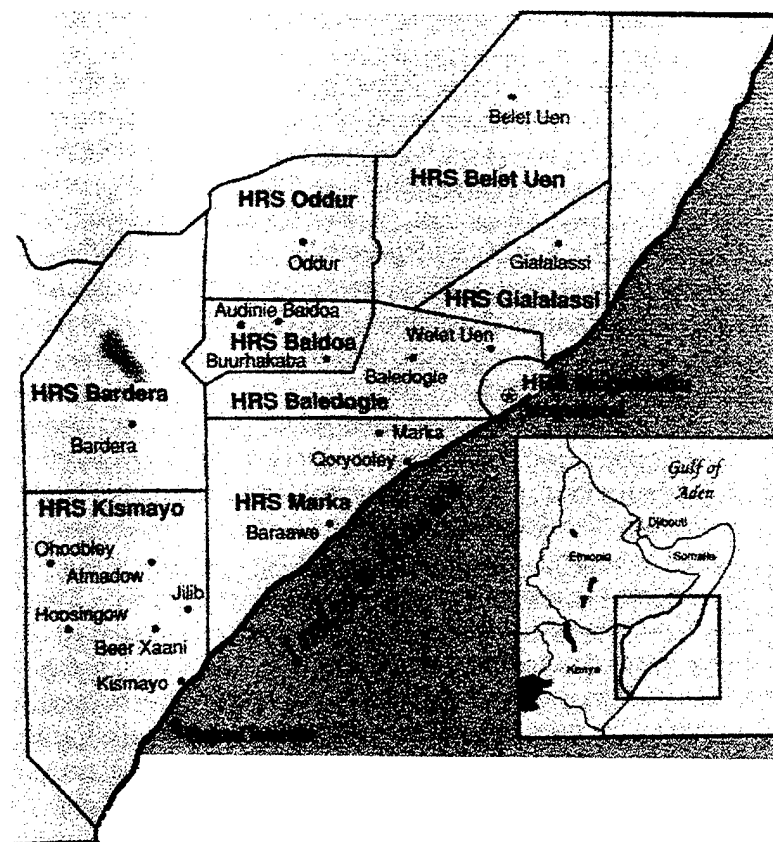 Belet Uen
HRS Belet Uen
HRS Oddur
Oddur
Gialalassi
HRS Gialalassi
Audinie Baidoa
HRS Baidoa
Buurhakaba
Welet Uen
Baledogle
HRS Baledogle
HRS Bardera
Bardera
HRS
Marka
Qoryooley
HRS Marka
Baraawe
HRS Kismayo
Afmadow
Jilib
Hoosingow
Beer Xaani
Kismayo
Gulf of
Aden
Djibouti
Ethiopia
Somalia
Kenya